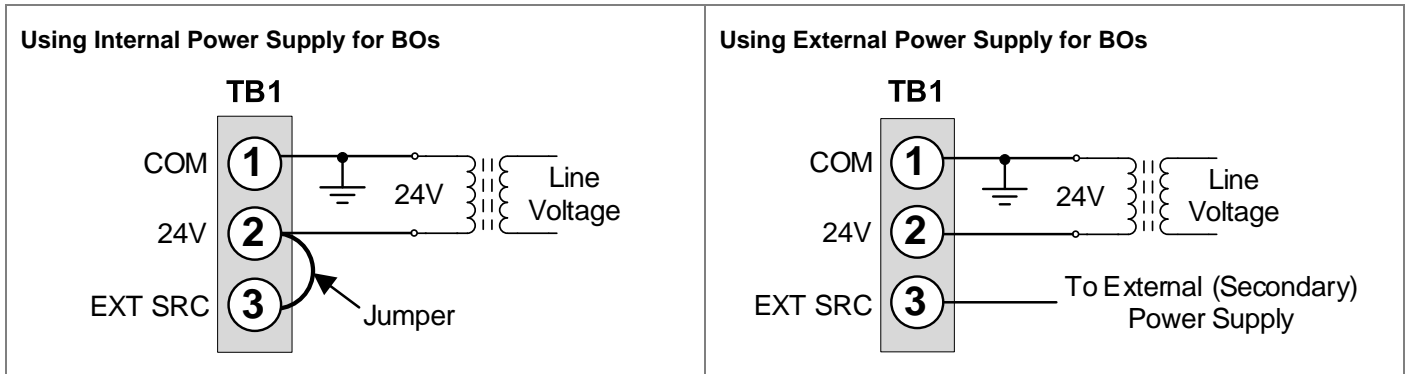 Using Internal Power Supply for BOs
TB1
COM
1
24V
Line
Voltage
24V
2
EXT SRC
3
Jumper
Using External Power Supply for BOs
TB1
COM
1
24V
Line
Voltage
24V
2
EXT SRC
3
To External (Secondary)
Power Supply